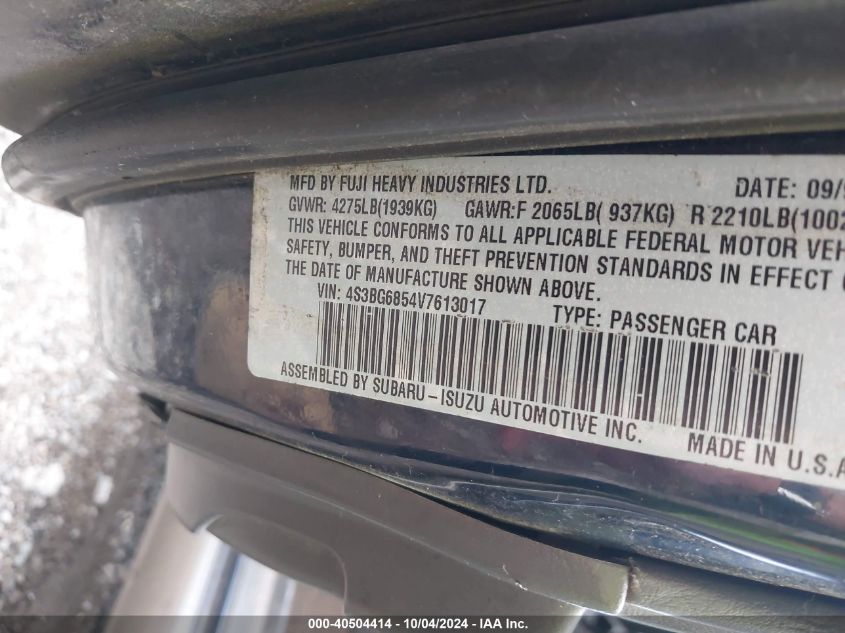 MFD BY FUJI HEAVY INDUSTRIES LTD. DATE: 09/
GVWR: 4275LB(1939KG) GAWR:F 2065LB( 937KG) R 2210LB(1002
THIS VEHICLE CONFORMS TO ALL APPLICABLE FEDERAL MOTOR VEH
SAFETY, BUMPER, AND THEFT PREVENTION STANDARDS IN EFFECT
THE DATE OF MANUFACTURE SHOWN ABOVE.
VIN: 4S3BG6854V7613017 TYPE: PASSENGER CAR
ASSEMBLED BY SUBARU-ISUZU AUTOMOTIVE INC.
MADE IN U.S.A
000-40504414 - 10/04/2024 - IAA Inc.